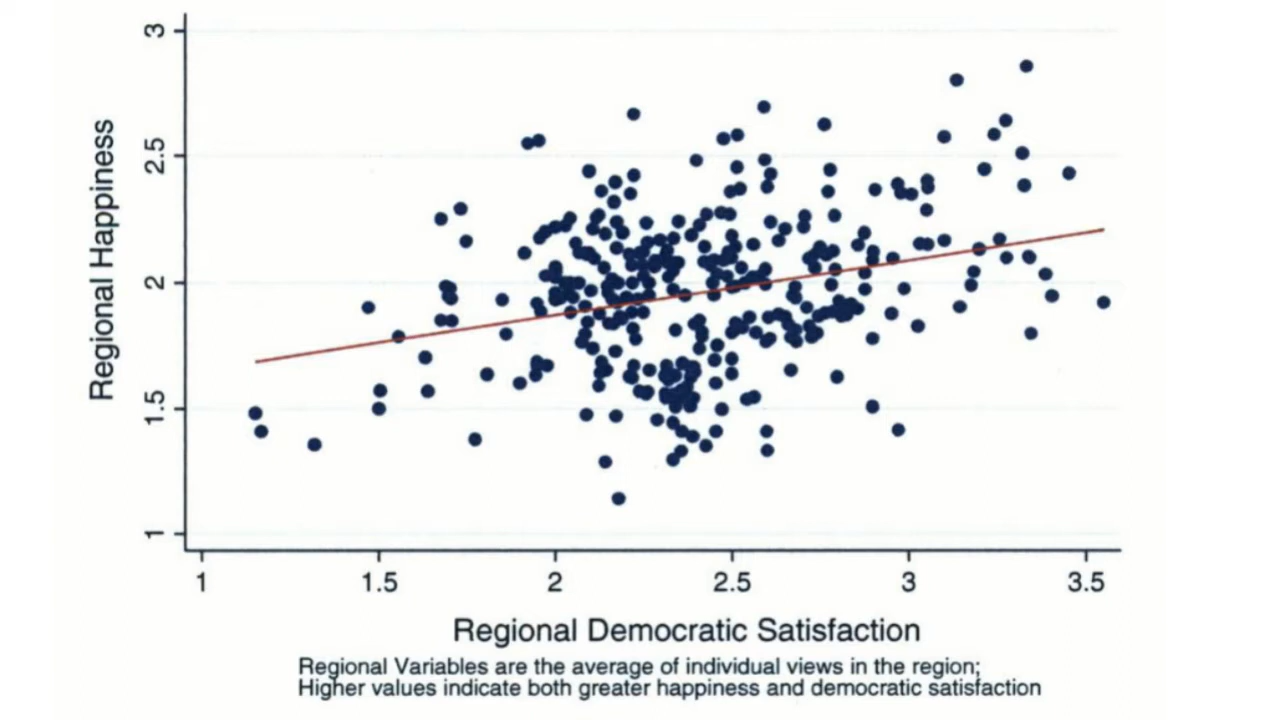 3
2.5
2
1.5
1
Regional Happiness
1 1.5 2 2.5 3 3.5
Regional Democratic Satisfaction
Regional Variables are the average of individual views in the region;
Higher values indicate both greater happiness and democratic satisfaction